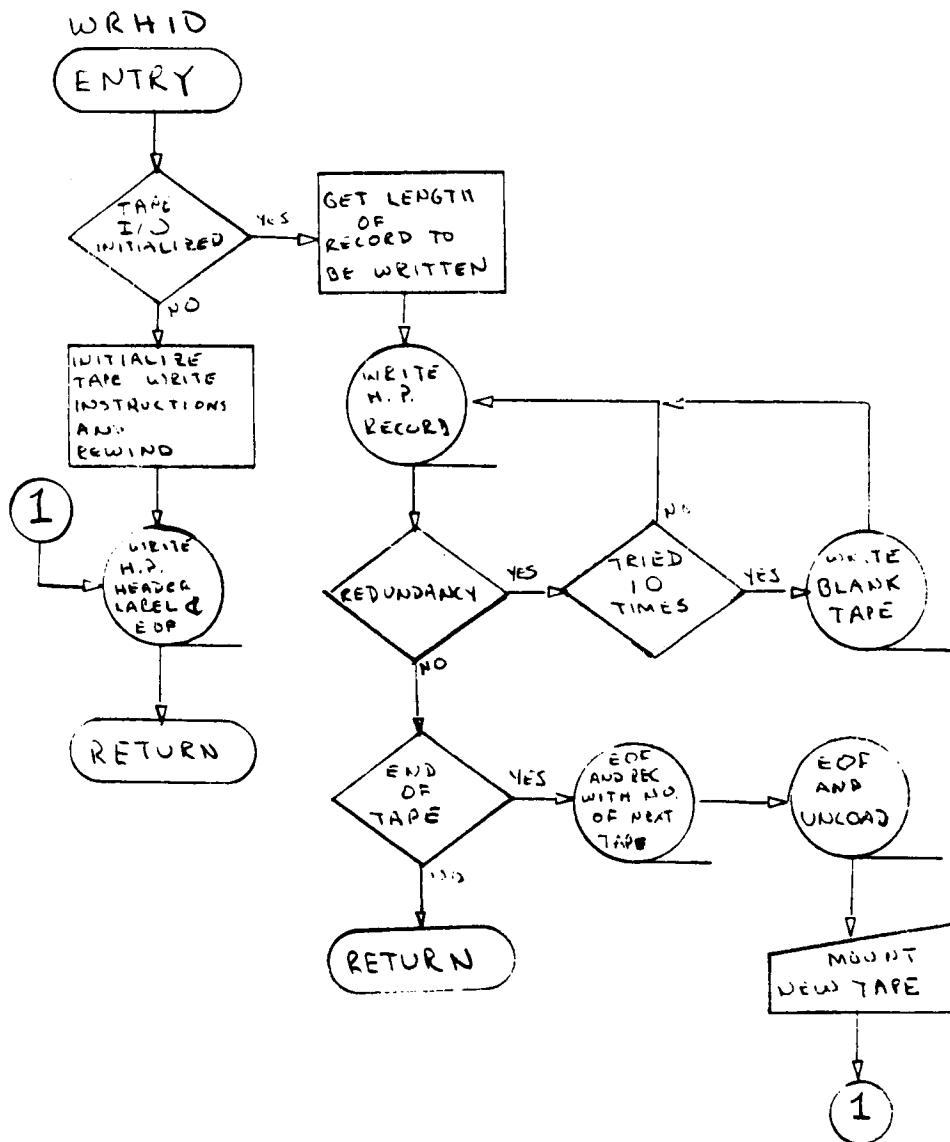 WRHIO
ENTRY
TAPE
I/O
INITIALIZED
YES
NO
GET LENGTH
OF
RECORD TO
BE WRITTEN
INITIALIZE
TAPE WRITE
INSTRUCTIONS
AND
REWIND
1
WRITE
H.P.
HEADER
LABEL &
EOF
RETURN
WRITE
H.P.
RECORD
REDUNDANCY
YES
NO
TRIED
10
TIMES
NO
YES
WRITE
BLANK
TAPE
END
OF
TAPE
YES
NO
RETURN
EOF
AND REC
WITH NO.
OF NEXT
TAPE
EOF
AND
UNLOAD
MOUNT
NEW TAPE
1